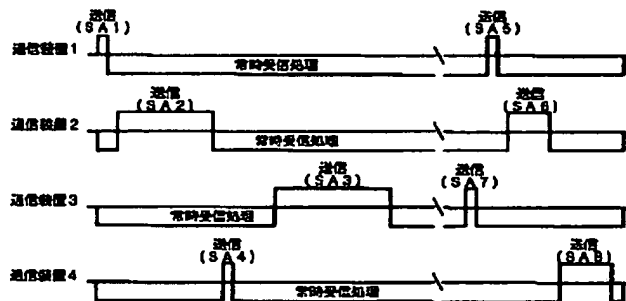 送信
(SA1)
送信
(SA5)
通信装置1
常時受信処理
送信
(SA2)
送信
(SA6)
通信装置2
常時受信処理
送信
(SA3)
送信
(SA7)
通信装置3
常時受信処理
送信
(SA4)
送信
(SA8)
通信装置4
常時受信処理